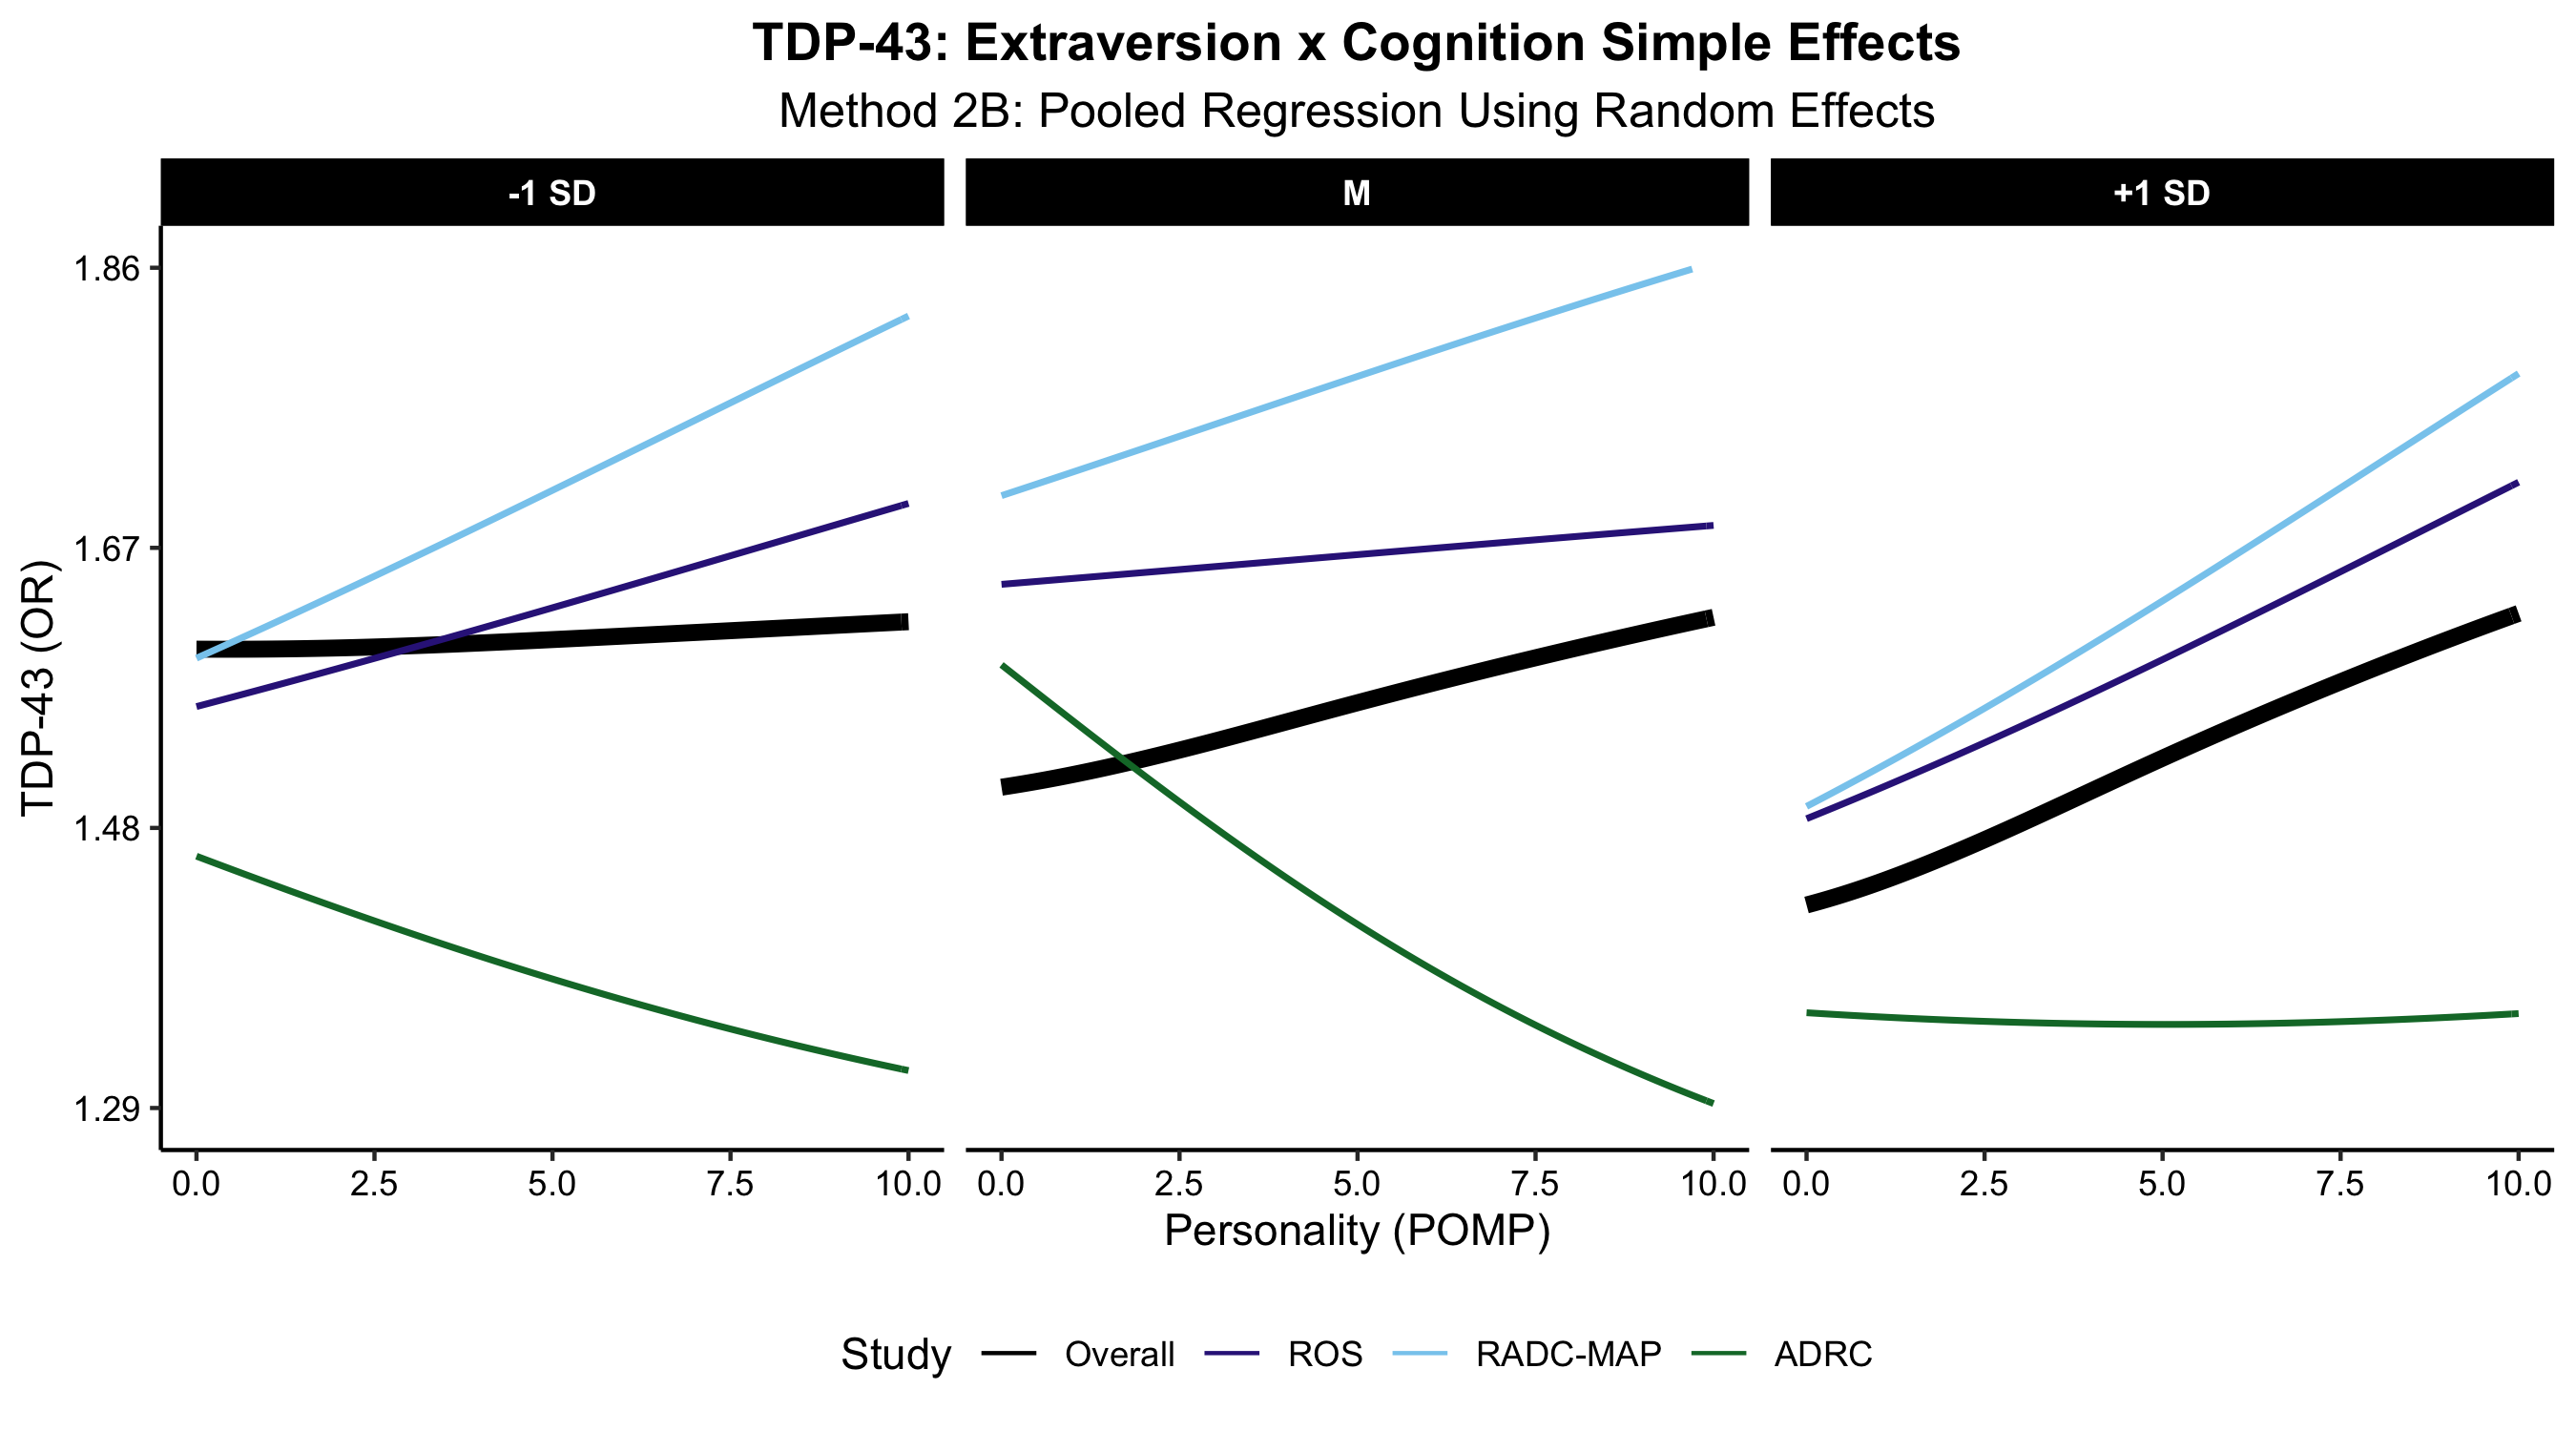 TDP-43: Extraversion x Cognition Simple Effects
Method 2B: Pooled Regression Using Random Effects
-1 SD M +1 SD
TDP-43 (OR)
1.86
1.67
1.48
1.29
0.0 2.5 5.0 7.5 10.0 0.0 2.5 5.0 7.5 10.0 0.0 2.5 5.0 7.5 10.0
Personality (POMP)
Study Overall ROS RADC-MAP ADRC